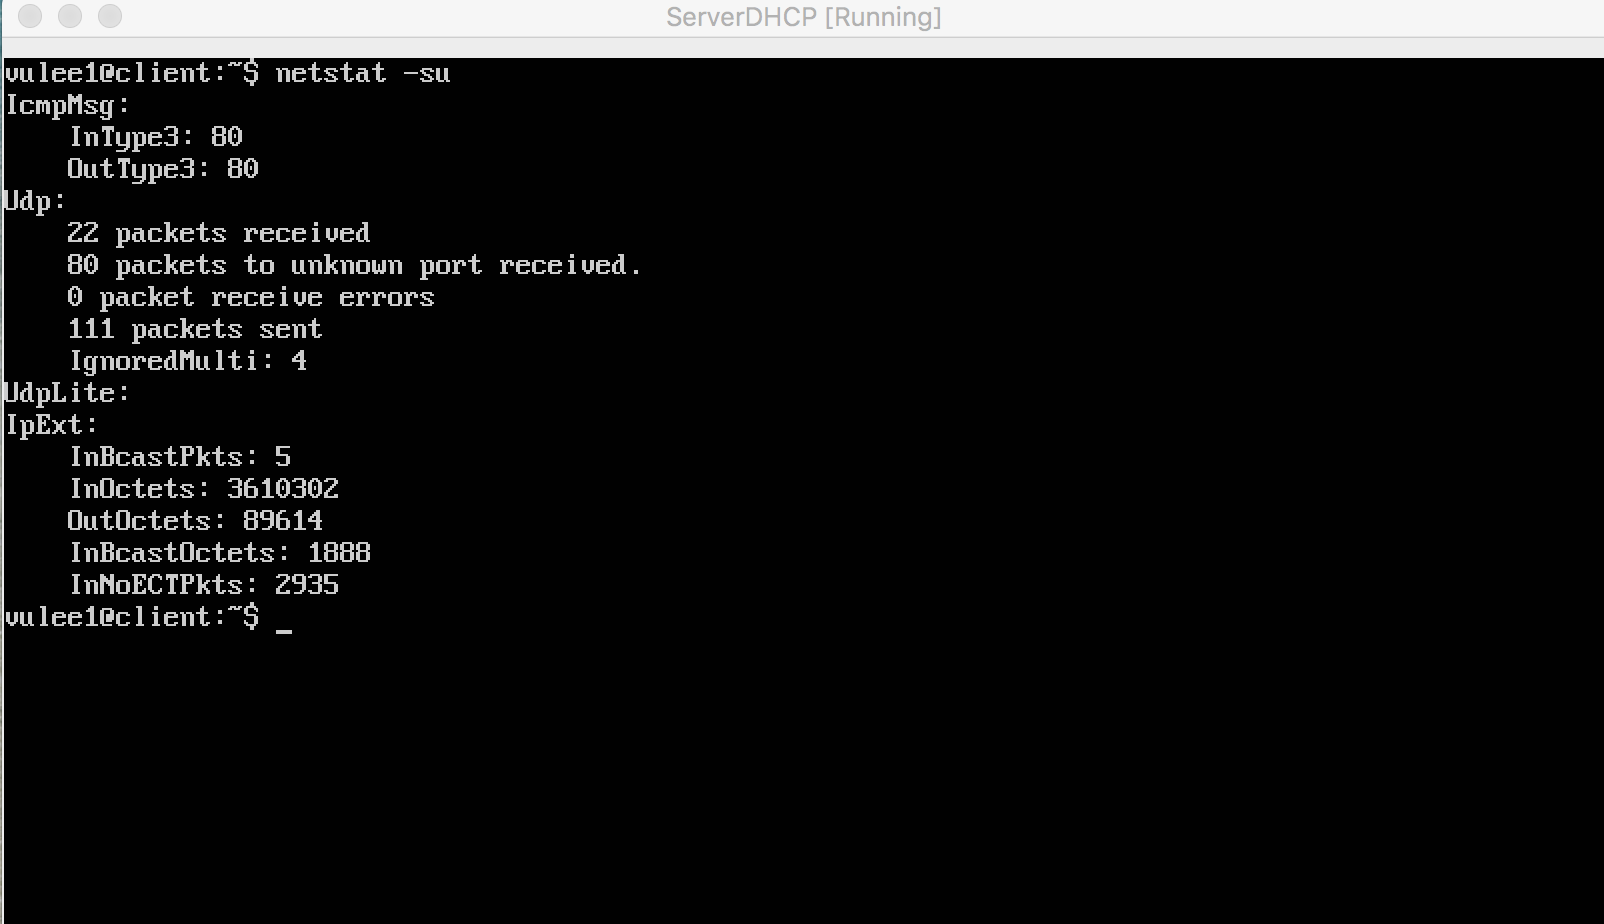 ServerDHCP [Running]
vulee1@client:~$ netstat -su
IcmpMsg:
    InType3: 80
    OutType3: 80
Udp:
    22 packets received
    80 packets to unknown port received.
    0 packet receive errors
    111 packets sent
    IgnoredMulti: 4
UdpLite:
IpExt:
    InBcastPkts: 5
    InOctets: 3610302
    OutOctets: 89614
    InBcastOctets: 1888
    InNoECTPkts: 2935
vulee1@client:~$ _